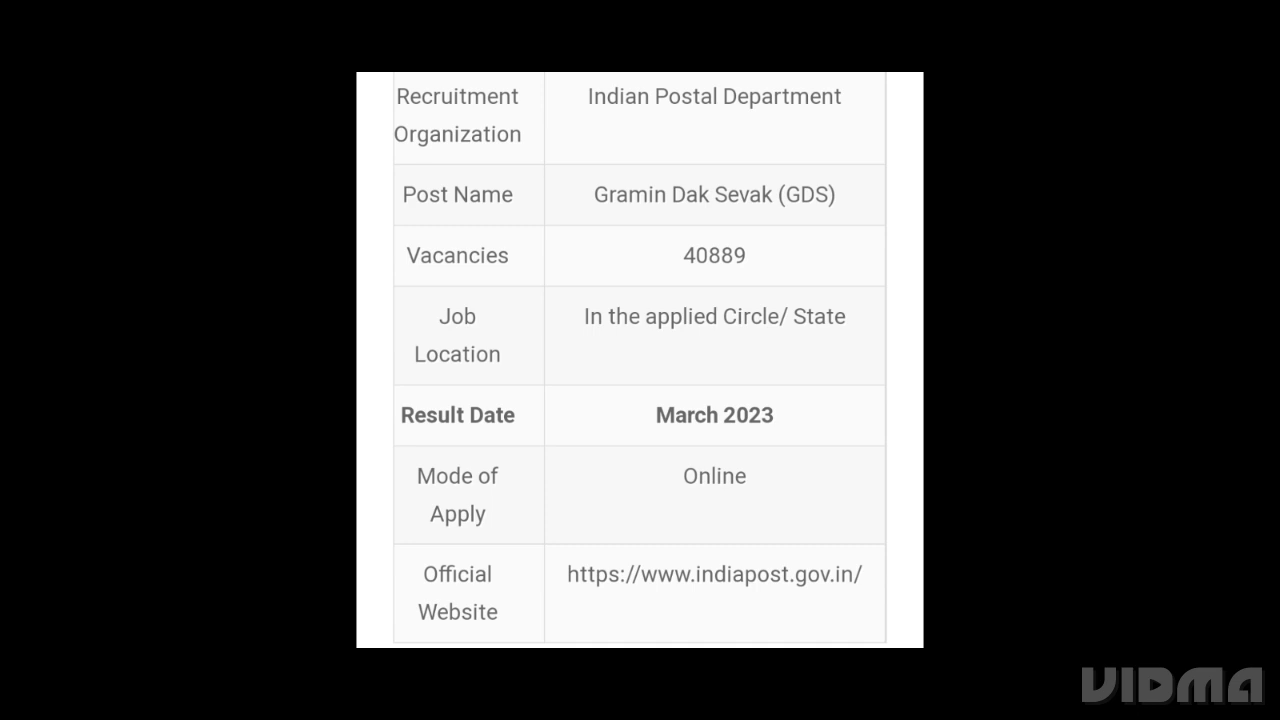 Recruitment Organization
Indian Postal Department
Post Name
Gramin Dak Sevak (GDS)
Vacancies
40889
Job Location
In the applied Circle/ State
Result Date
March 2023
Mode of Apply
Online
Official Website
https://www.indiapost.gov.in/
VIDMA